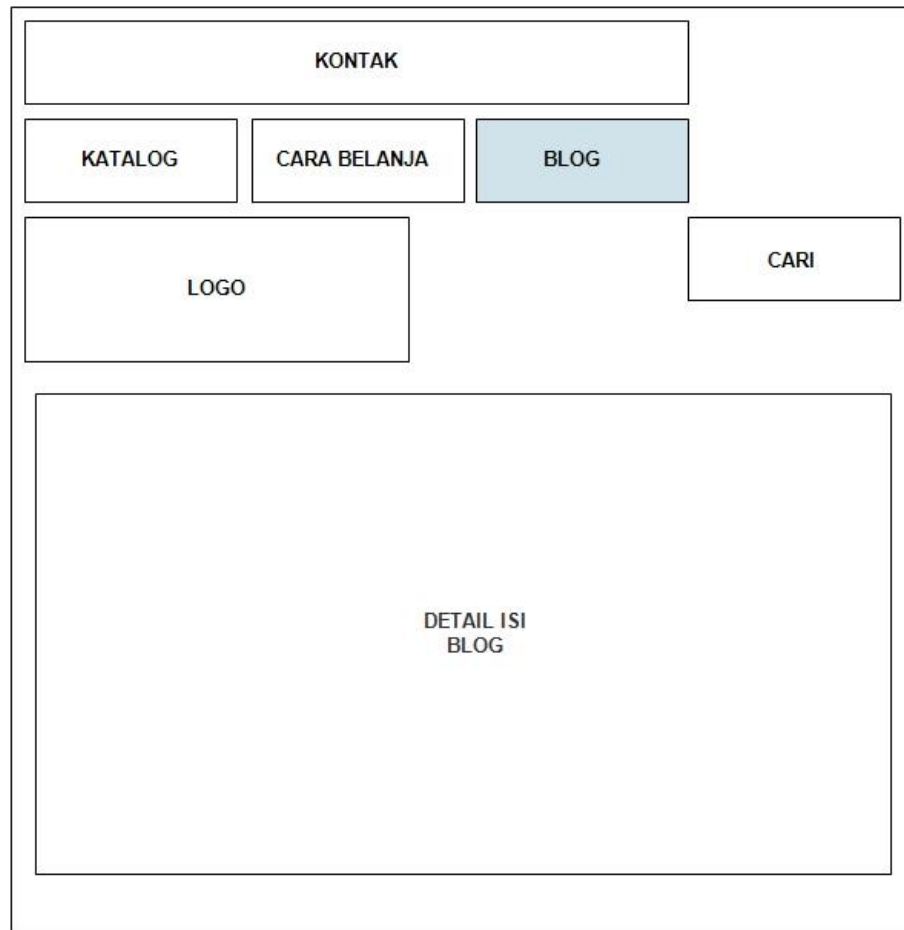 KONTAK
KATALOG
CARA BELANJA
BLOG
LOGO
CARI
DETAIL ISI
BLOG